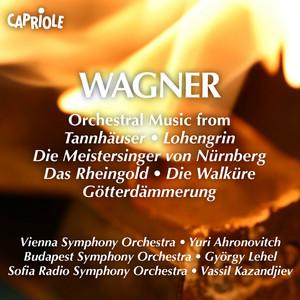 CAPRIOLE
WAGNER
Orchestral Music from
Tannhäuser • Lohengrin
Die Meistersinger von Nürnberg
Das Rheingold • Die Walküre
Götterdämmerung
Vienna Symphony Orchestra • Yuri Ahronovitch
Budapest Symphony Orchestra • György Lehel
Sofia Radio Symphony Orchestra • Vassil Kazandjiev